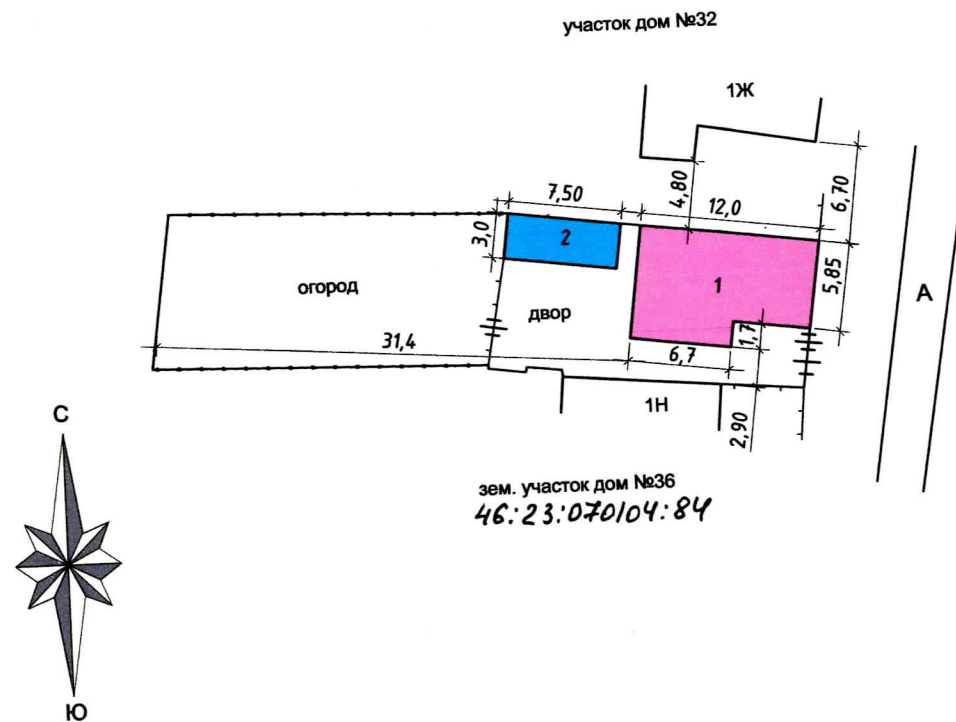 участок дом №32
1Ж
7,50
4,80
12,0
6,70
3,0
2
1
5,85
А
огород
двор
31,4
1,7
6,7
1Н
2,90
С
зем. участок дом №36
46:23:070104:84
Ю